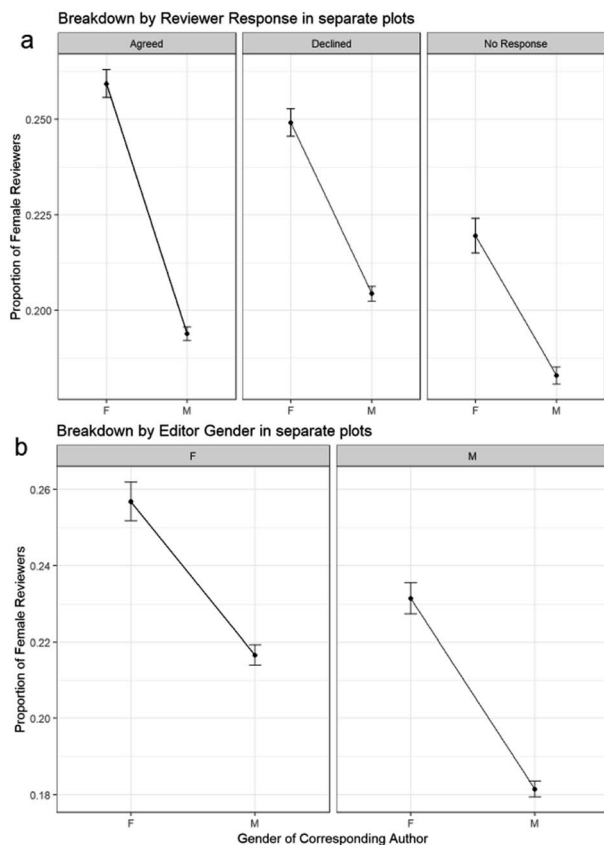 Breakdown by Reviewer Response in separate plots
a
Agreed Declined No Response
Proportion of Female Reviewers
0.250
0.225
0.200
F M F M F M
b
Breakdown by Editor Gender in separate plots
F M
Proportion of Female Reviewers
0.26
0.24
0.22
0.20
0.18
F M F M
Gender of Corresponding Author